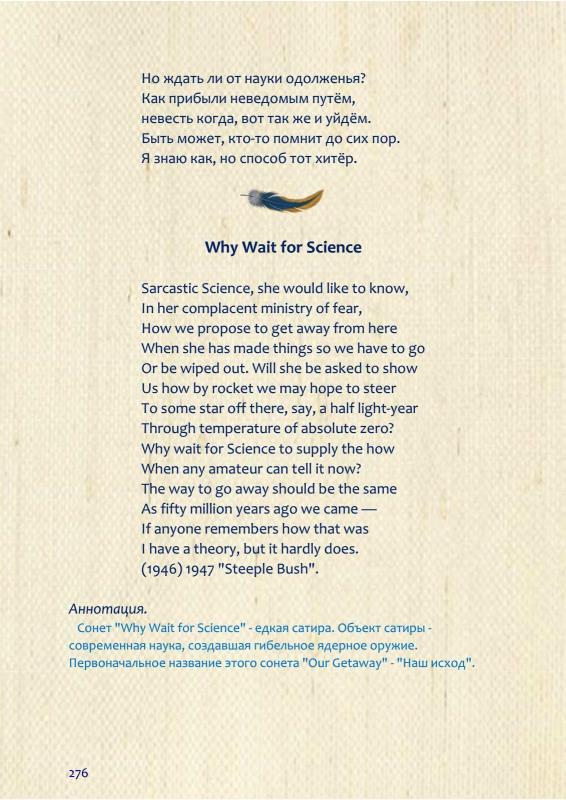 Но ждать ли от науки одолженья?
Как прибыли неведомым путём,
невесть когда, вот так же и уйдём.
Быть может, кто-то помнит до сих пор.
Я знаю как, но способ тот хитёр.
Why Wait for Science
Sarcastic Science, she would like to know,
In her complacent ministry of fear,
How we propose to get away from here
When she has made things so we have to go
Or be wiped out. Will she be asked to show
Us how by rocket we may hope to steer
To some star off there, say, a half light-year
Through temperature of absolute zero?
Why wait for Science to supply the how
When any amateur can tell it now?
The way to go away should be the same
As fifty million years ago we came —
If anyone remembers how that was
I have a theory, but it hardly does.
(1946) 1947 "Steeple Bush".
Аннотация.
Сонет "Why Wait for Science" - едкая сатира. Объект сатиры -
современная наука, создавшая гибельное ядерное оружие.
Первоначальное название этого сонета "Our Getaway" - "Наш исход".
276